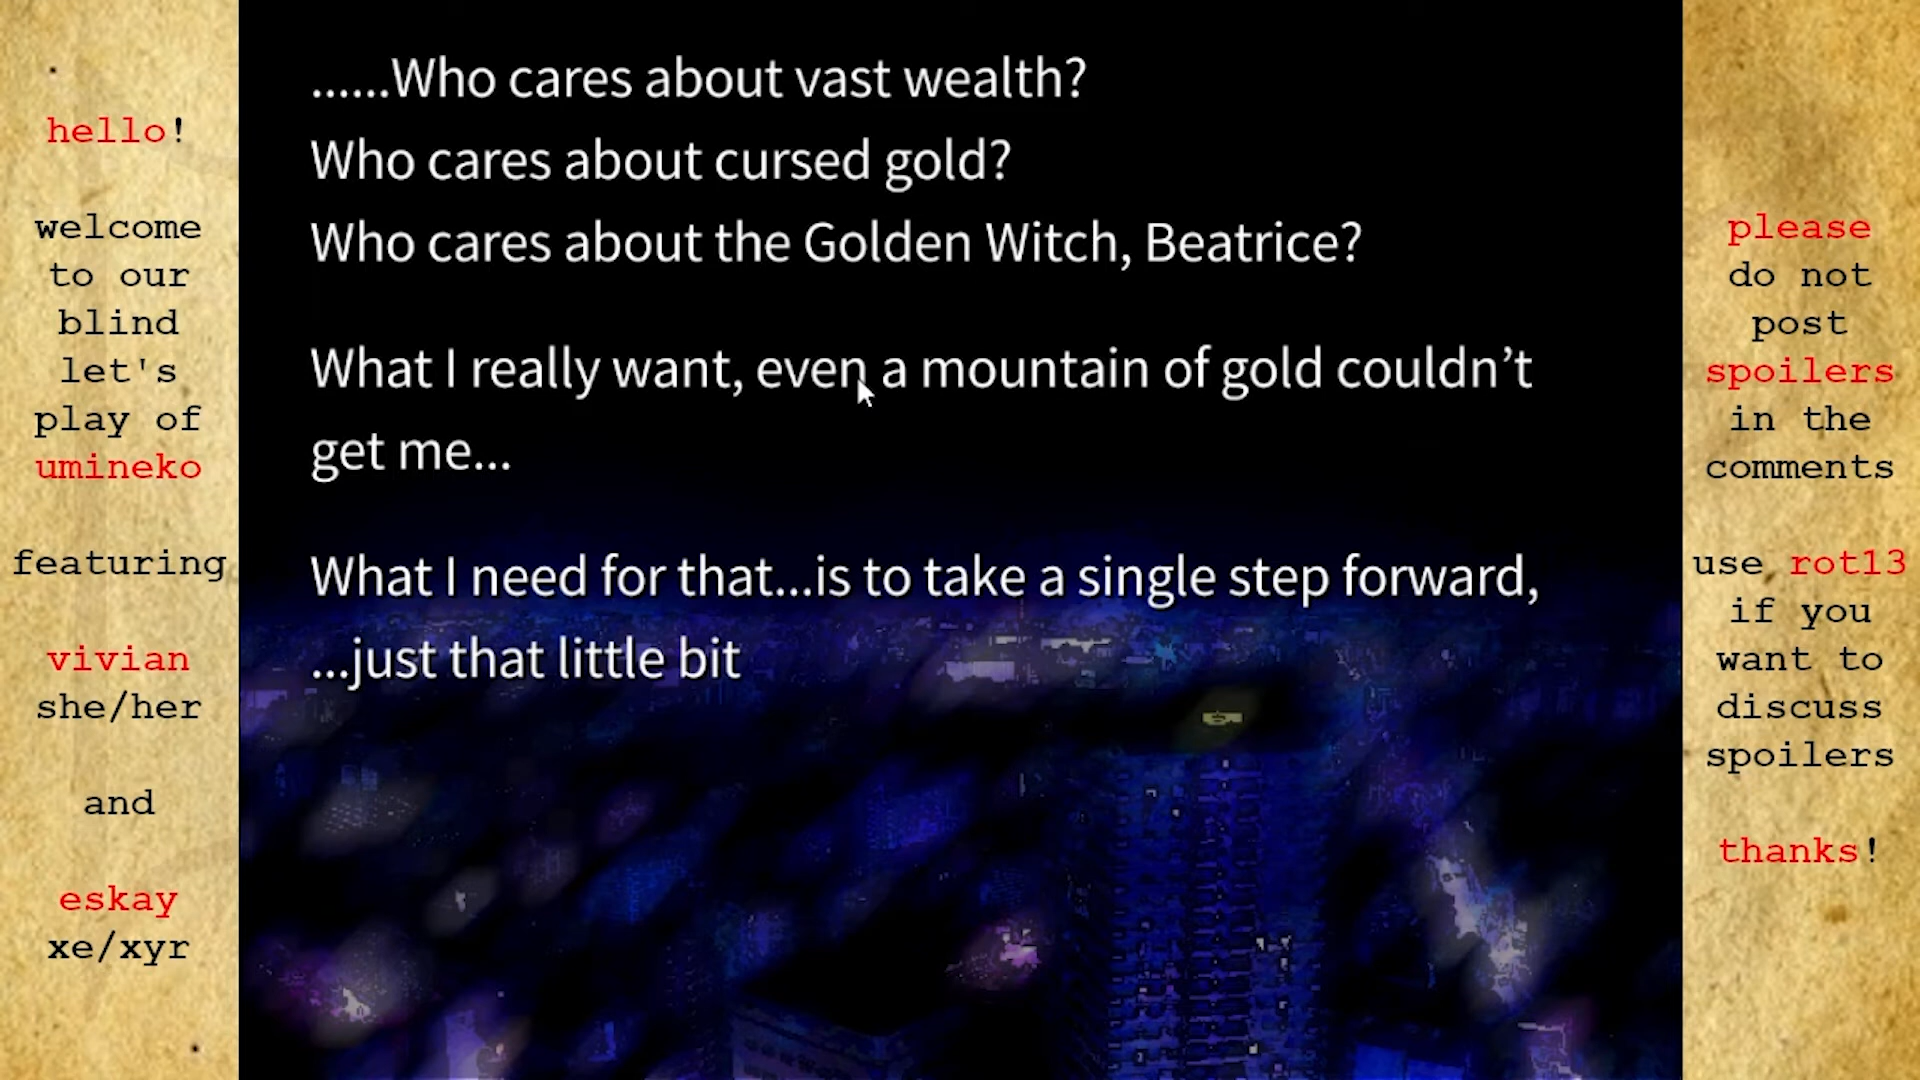 hello!
welcome
to our
blind
let's
play of
umineko
featuring
vivian
she/her
and
eskay
xe/xyr
......Who cares about vast wealth?
Who cares about cursed gold?
Who cares about the Golden Witch, Beatrice?
What I really want, even a mountain of gold couldn’t
get me...
What I need for that...is to take a single step forward,
...just that little bit
please
do not
post
spoilers
in the
comments
use rot13
if you
want to
discuss
spoilers
thanks!